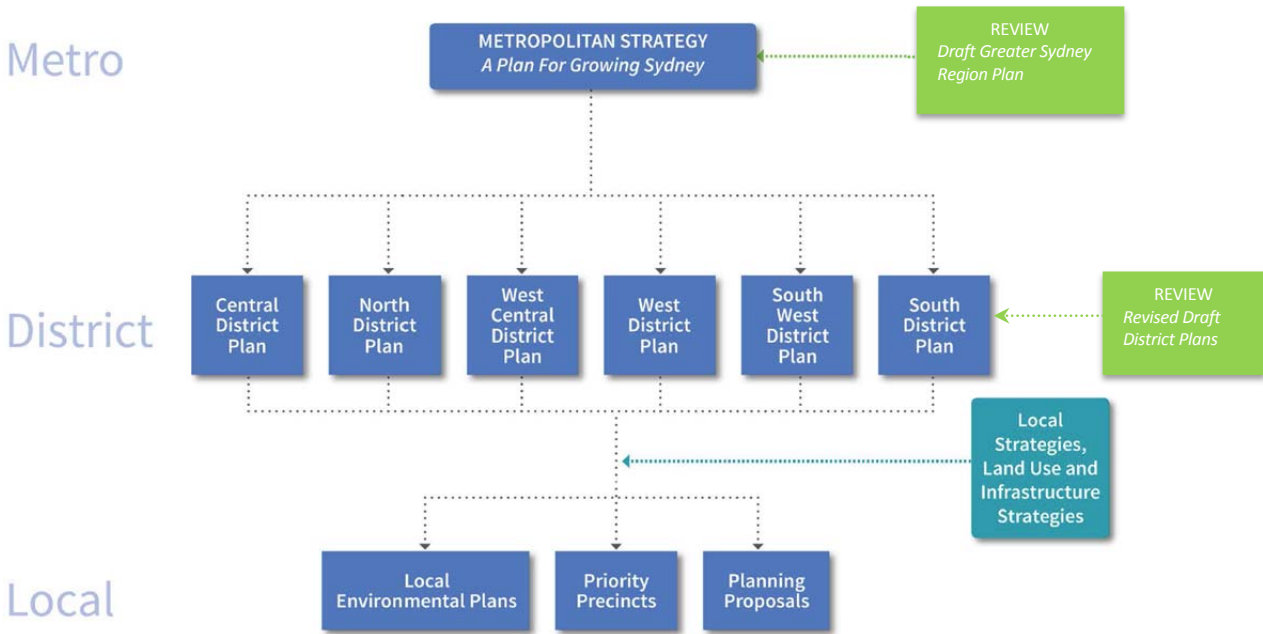 Metro
METROPOLITAN STRATEGY
A Plan For Growing Sydney
REVIEW
Draft Greater Sydney
Region Plan
District
Central
District
Plan
North
District
Plan
West
Central
District
Plan
West
District
Plan
South
West
District
Plan
South
District
Plan
REVIEW
Revised Draft
District Plans
Local
Strategies,
Land Use and
Infrastructure
Strategies
Local
Local
Environmental Plans
Priority
Precincts
Planning
Proposals